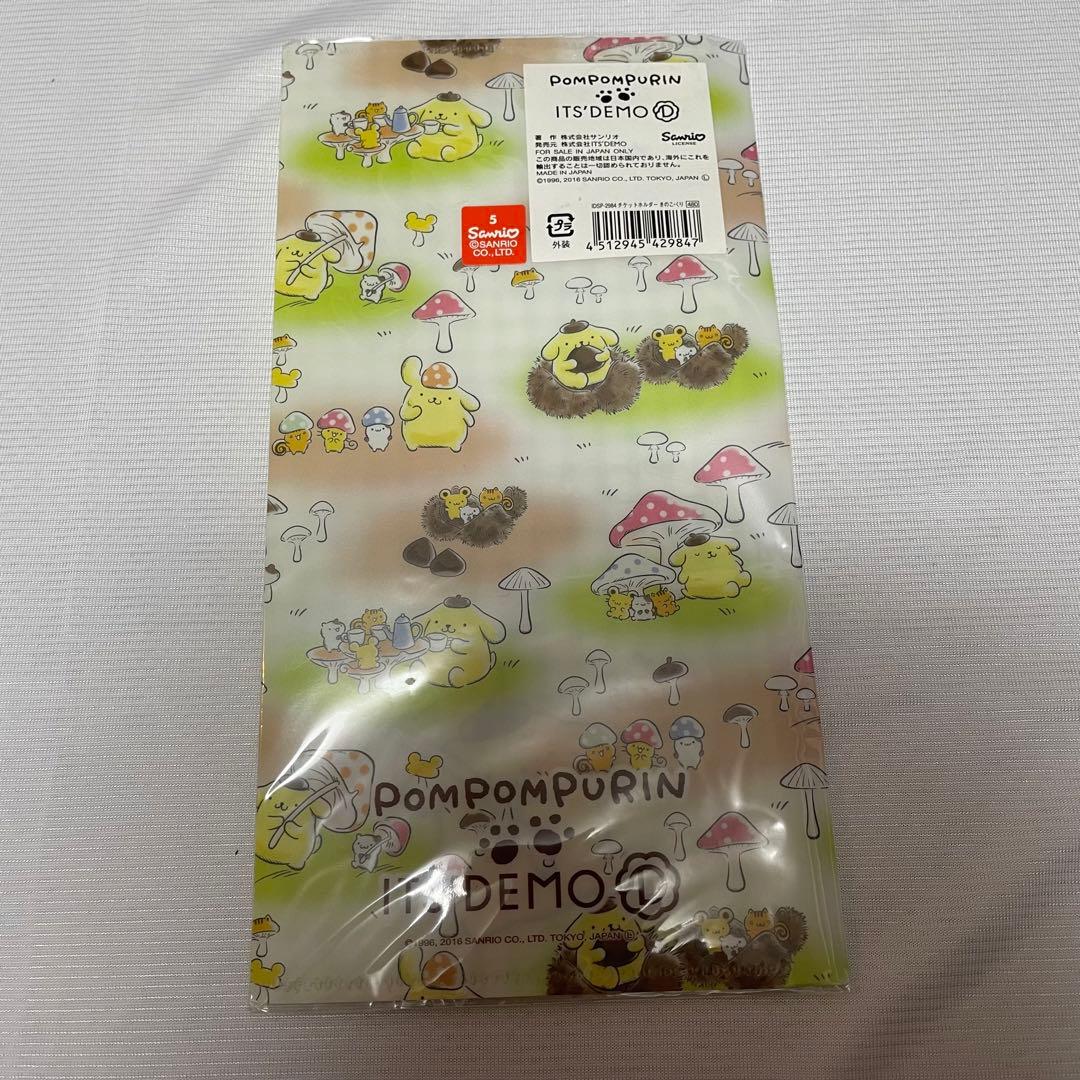 POMPOMPURIN
ITS'DEMO D
著 作 株式会社サンリオ
発売元 株式会社ITS'DEMO
FOR SALE IN JAPAN ONLY
この商品の販売地域は日本国内であり、海外にこれを
輸出することは一切認められておりません。
MADE IN JAPAN
©1996, 2016 SANRIO CO., LTD. TOKYO, JAPAN Ⓛ
Sanrio
LICENSE
IDSP-2984 チケットホルダー きのこ・くり 480
プラ
外装
4 512945 429847
5
Sanrio
©SANRIO
CO., LTD.
POMPOMPURIN
ITS'DEMO D
©1996, 2016 SANRIO CO., LTD. TOKYO, JAPAN Ⓛ